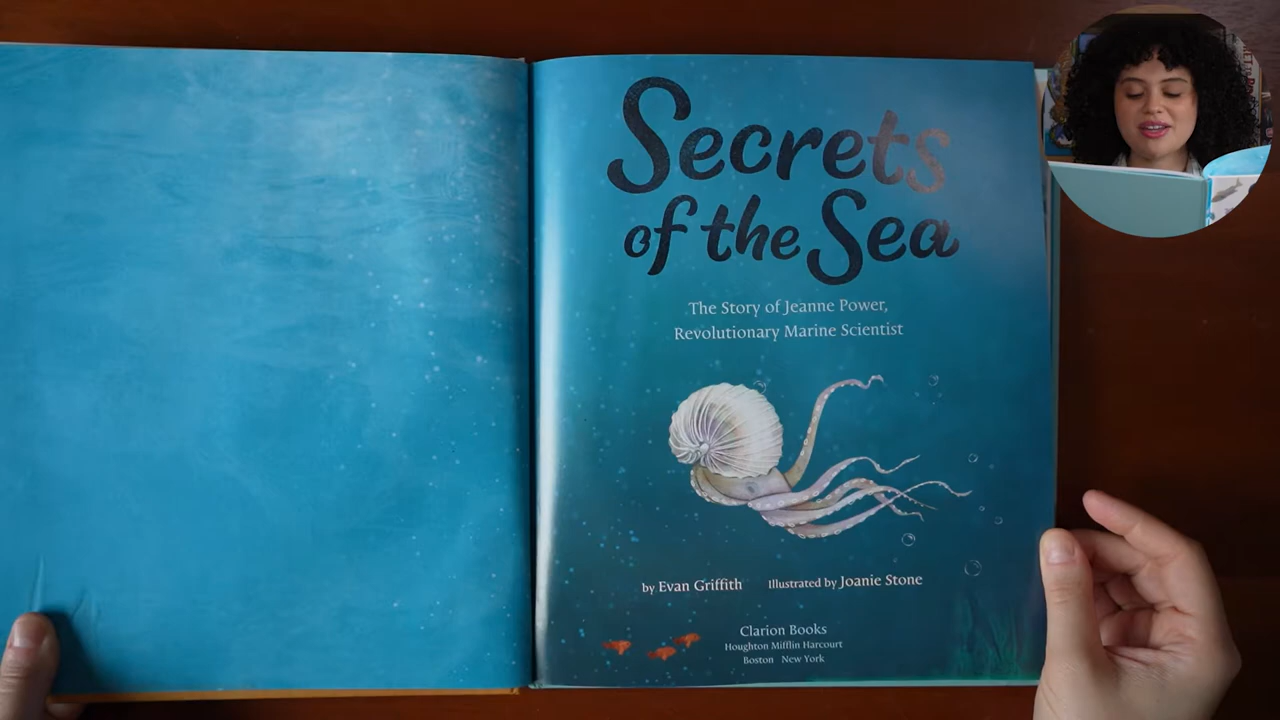 Secrets
of the Sea
The Story of Jeanne Power,
Revolutionary Marine Scientist
by Evan Griffith Illustrated by Joanie Stone
Clarion Books
Houghton Mifflin Harcourt
Boston New York